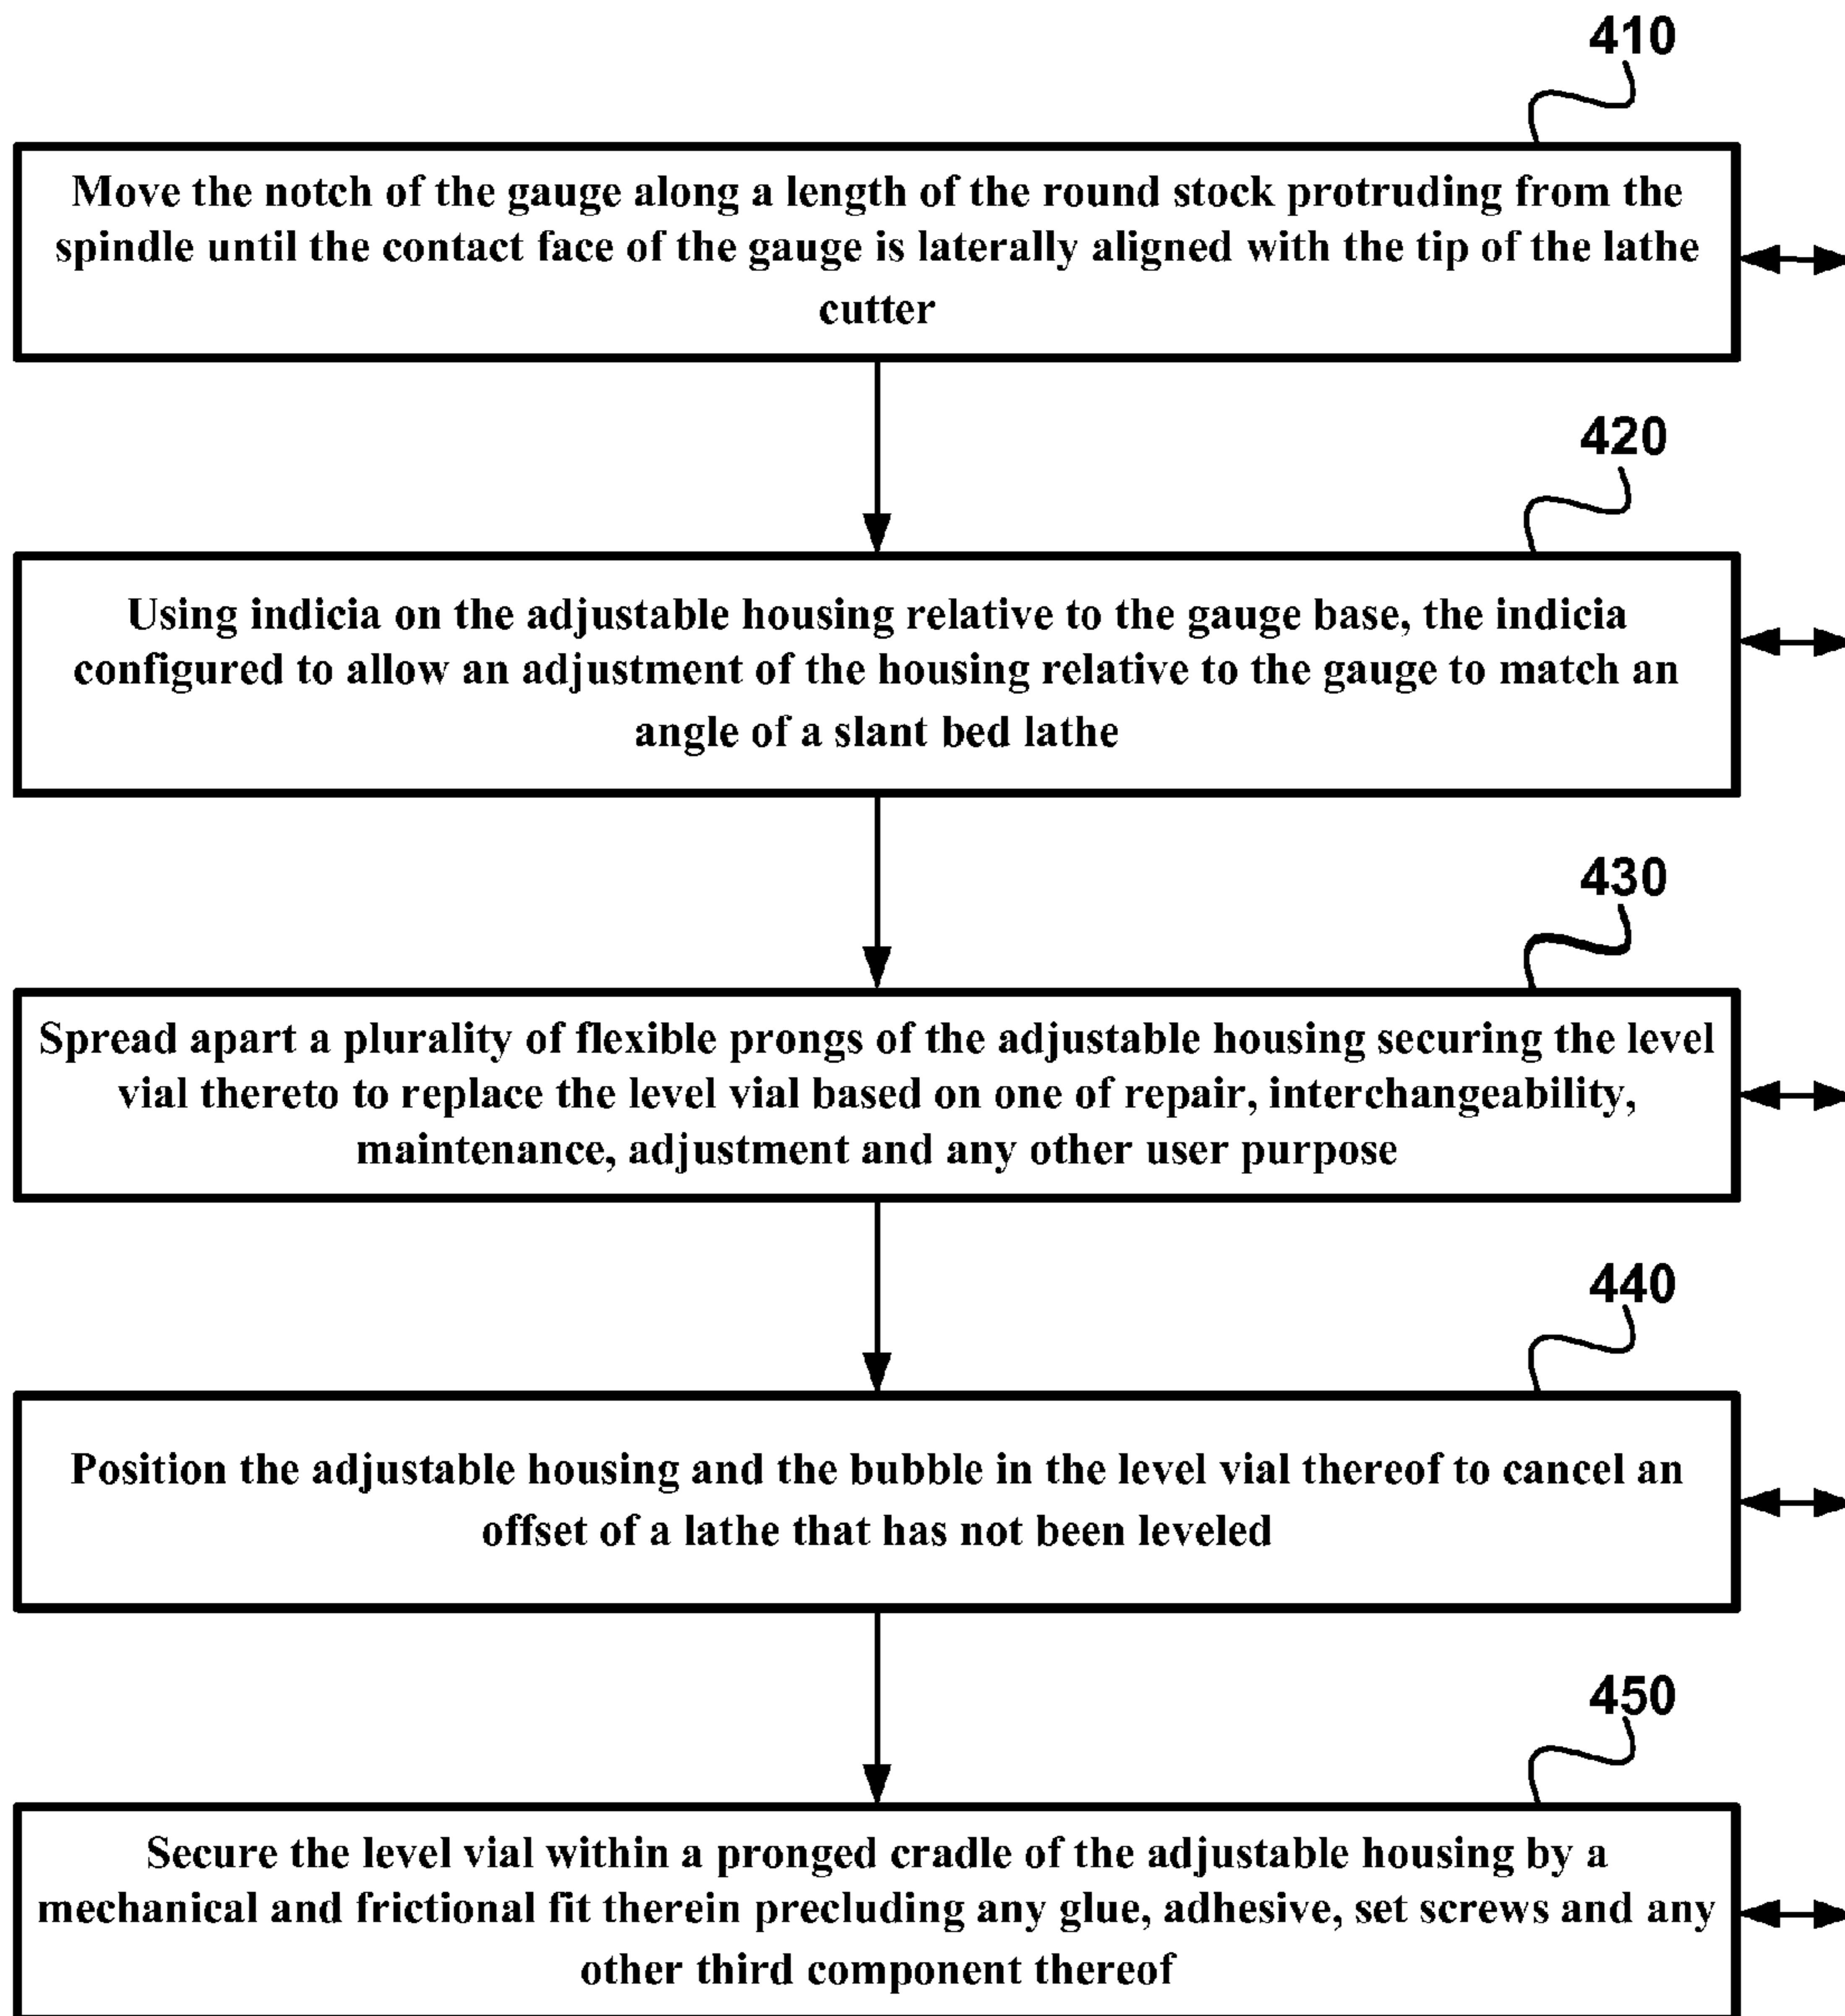 410
Move the notch of the gauge along a length of the round stock protruding from the
spindle until the contact face of the gauge is laterally aligned with the tip of the lathe
cutter
420
Using indicia on the adjustable housing relative to the gauge base, the indicia
configured to allow an adjustment of the housing relative to the gauge to match an
angle of a slant bed lathe
430
Spread apart a plurality of flexible prongs of the adjustable housing securing the level
vial thereto to replace the level vial based on one of repair, interchangeability,
maintenance, adjustment and any other user purpose
440
Position the adjustable housing and the bubble in the level vial thereof to cancel an
offset of a lathe that has not been leveled
450
Secure the level vial within a pronged cradle of the adjustable housing by a
mechanical and frictional fit therein precluding any glue, adhesive, set screws and any
other third component thereof